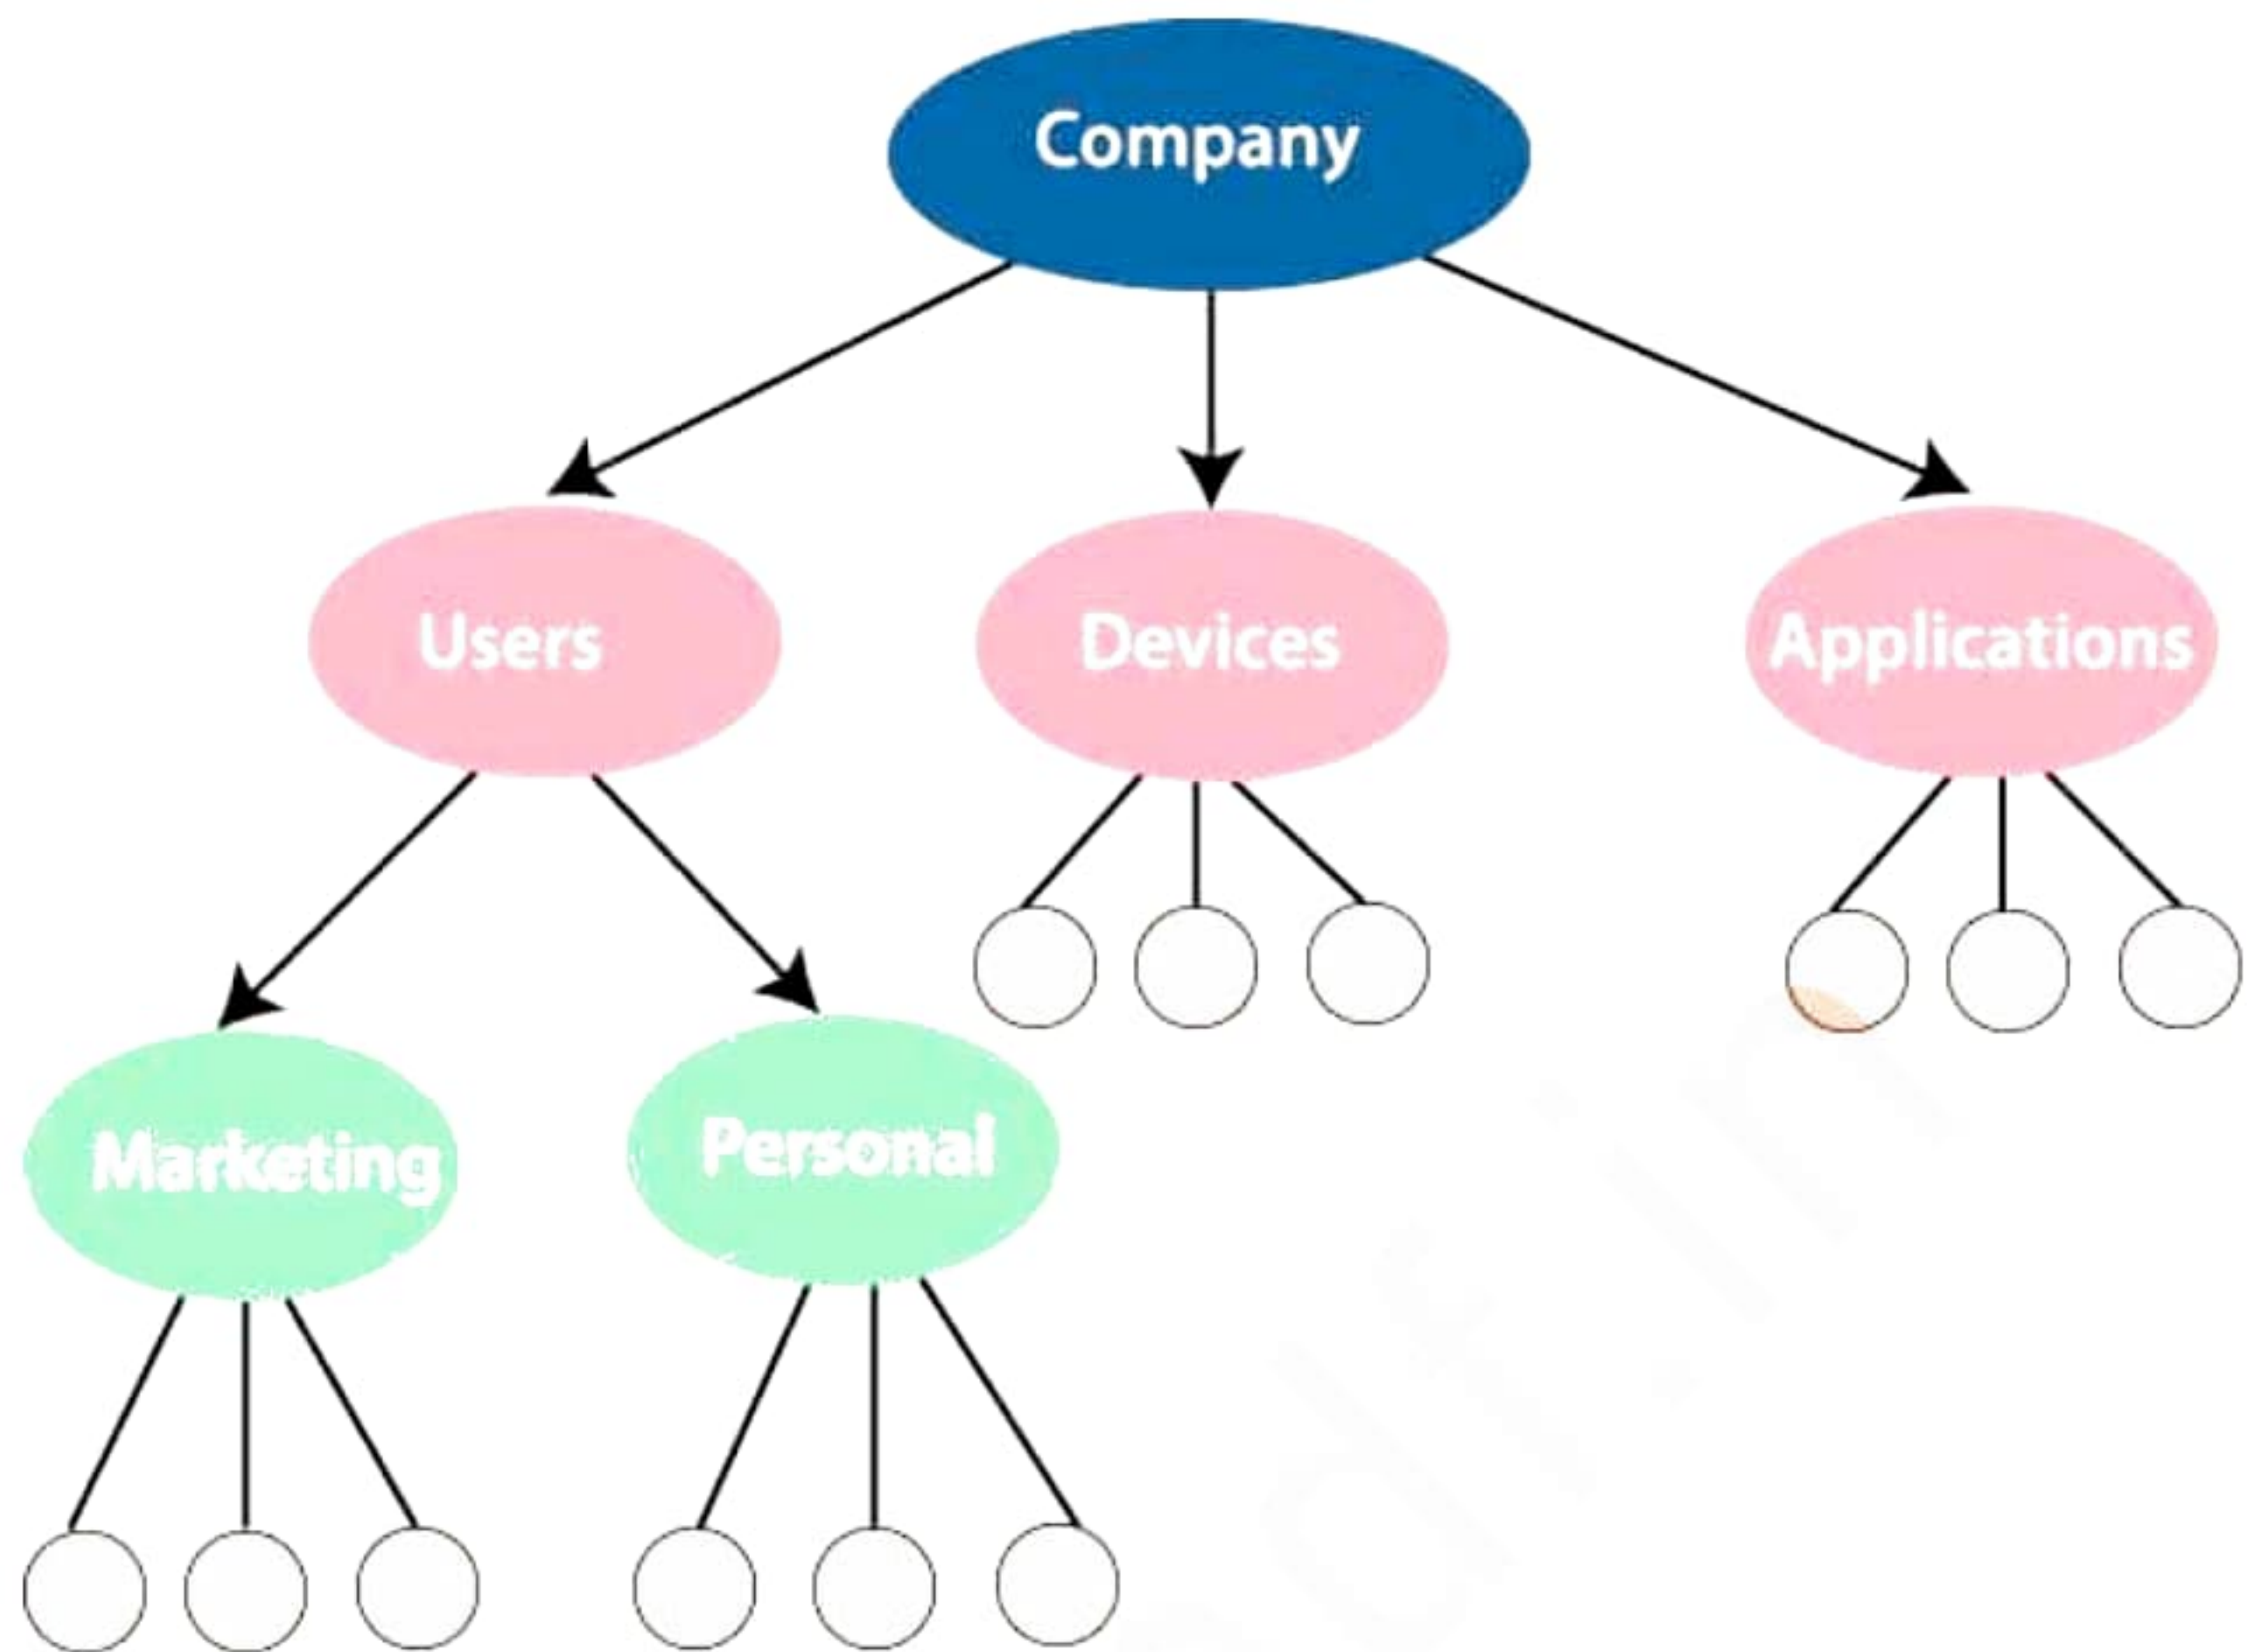 Company
Users
Devices
Applications
Marketing
Personal